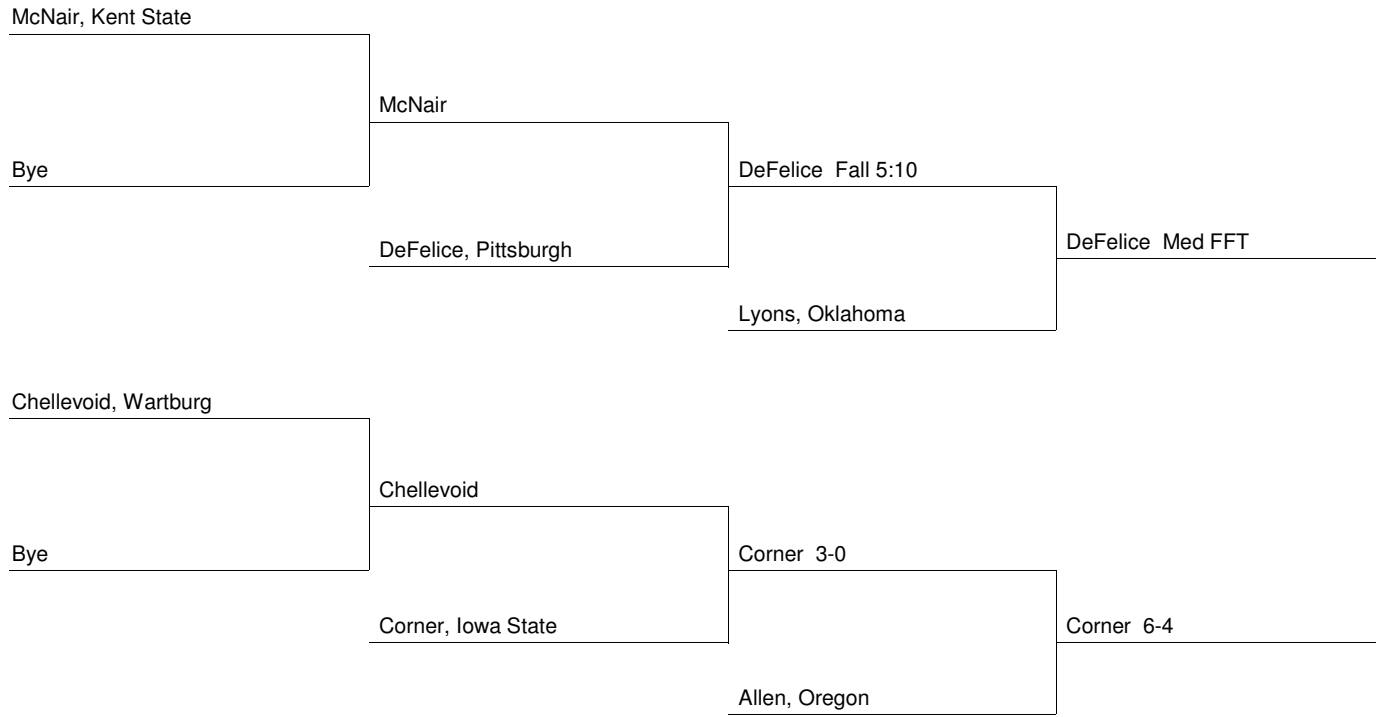 McNair, Kent State
McNair
Bye
DeFelice  Fall 5:10
DeFelice, Pittsburgh
DeFelice  Med FFT
Lyons, Oklahoma
Chellevoid, Wartburg
Chellevoid
Bye
Corner  3-0
Corner, Iowa State
Corner  6-4
Allen, Oregon